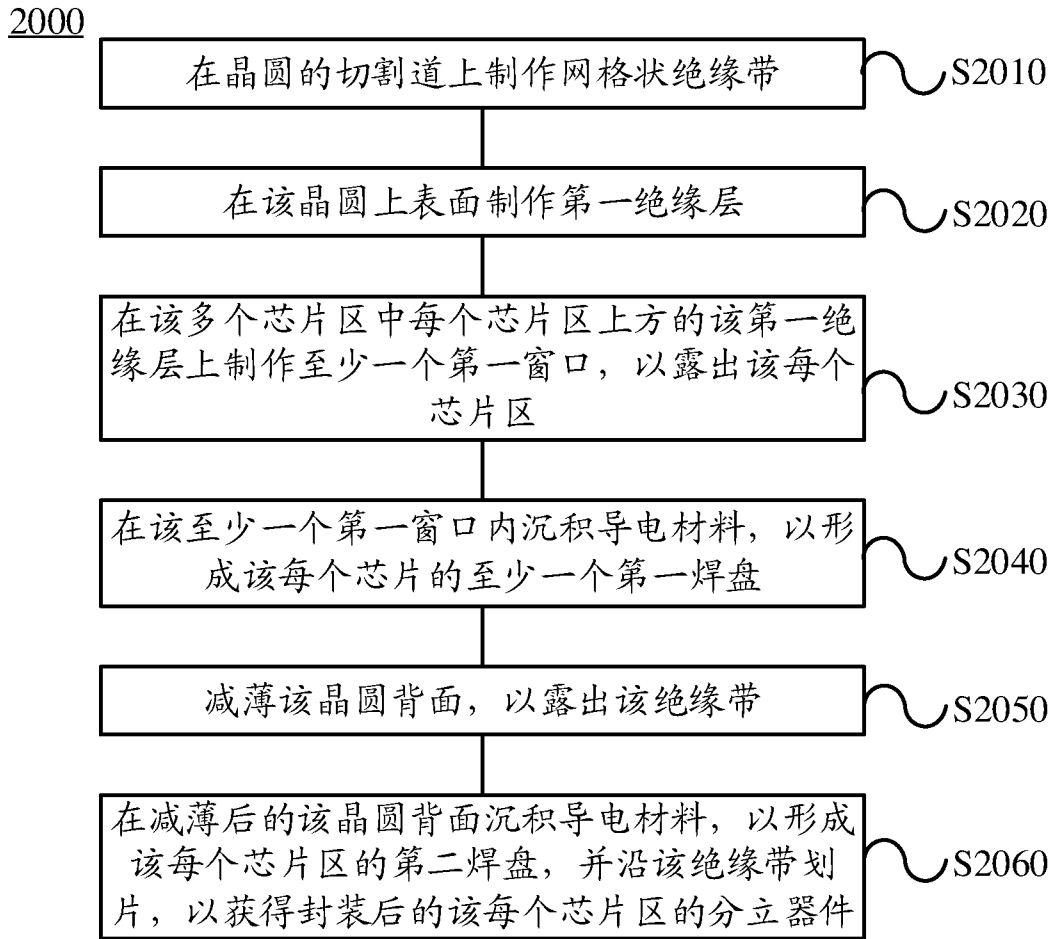 2000
在晶圆的切割道上制作网格状绝缘带
S2010
在该晶圆上表面制作第一绝缘层
S2020
在该多个芯片区中每个芯片区上方的该第一绝
缘层上制作至少一个第一窗口，以露出该每个
芯片区
S2030
在该至少一个第一窗口内沉积导电材料，以形
成该每个芯片的至少一个第一焊盘
S2040
减薄该晶圆背面，以露出该绝缘带
S2050
在减薄后的该晶圆背面沉积导电材料，以形成
该每个芯片区的第二焊盘，并沿该绝缘带划
片，以获得封装后的该每个芯片区的分立器件
S2060